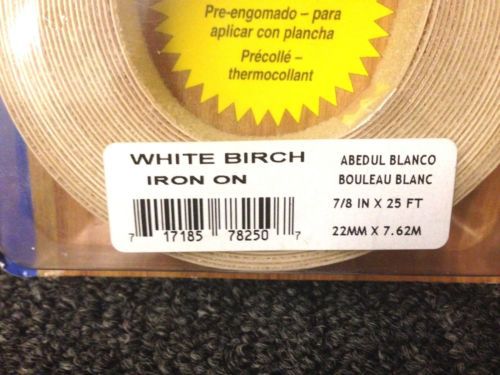 Pre-engomado – para
aplicar con plancha
Précollé –
thermocollant
WHITE BIRCH
IRON ON
7 17185 78250 7
ABEDUL BLANCO
BOULEAU BLANC
7/8 IN X 25 FT
22MM X 7.62M